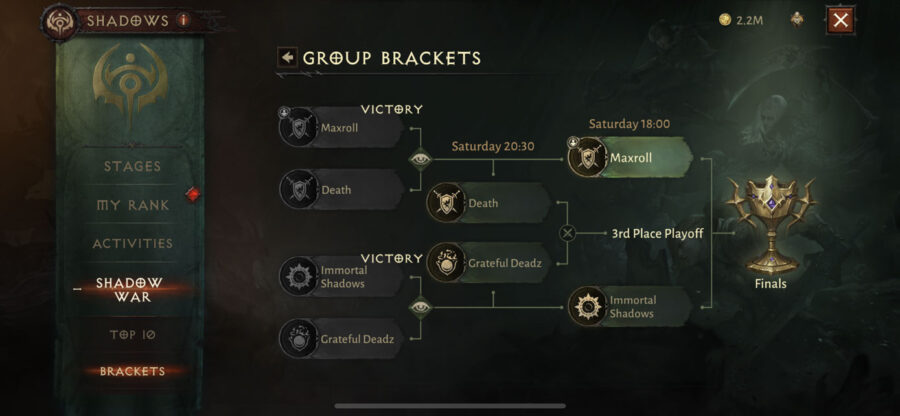 SHADOWS
2.2M
GROUP BRACKETS
STAGES
MY RANK
ACTIVITIES
SHADOW
WAR
TOP 10
BRACKETS
VICTORY
Maxroll
Death
VICTORY
Immortal
Shadows
Grateful Deadz
Saturday 20:30
Death
Grateful Deadz
Saturday 18:00
Maxroll
3rd Place Playoff
Immortal
Shadows
Finals